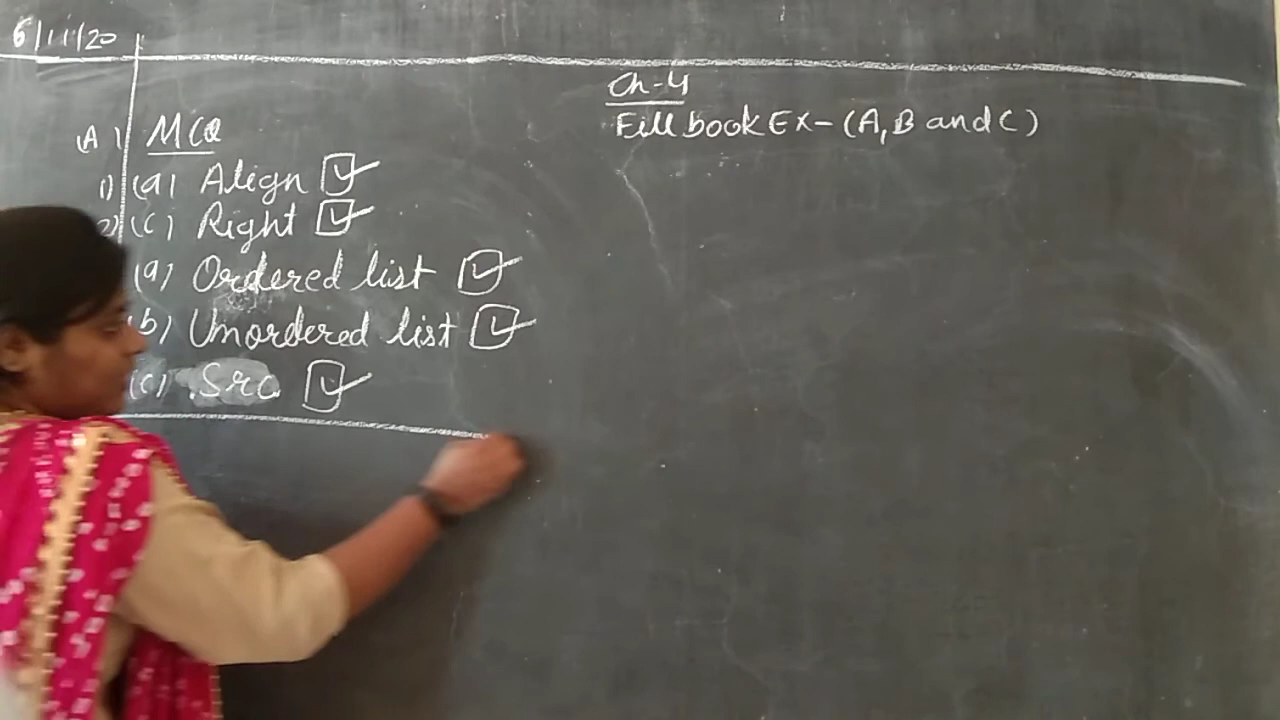 6/11/20
Ch-4
Fill book Ex- (A, B and C)
(A) MCQ
1) (a) Align
2) (c) Right
(a) Ordered list
(b) Unordered list
(c) Src